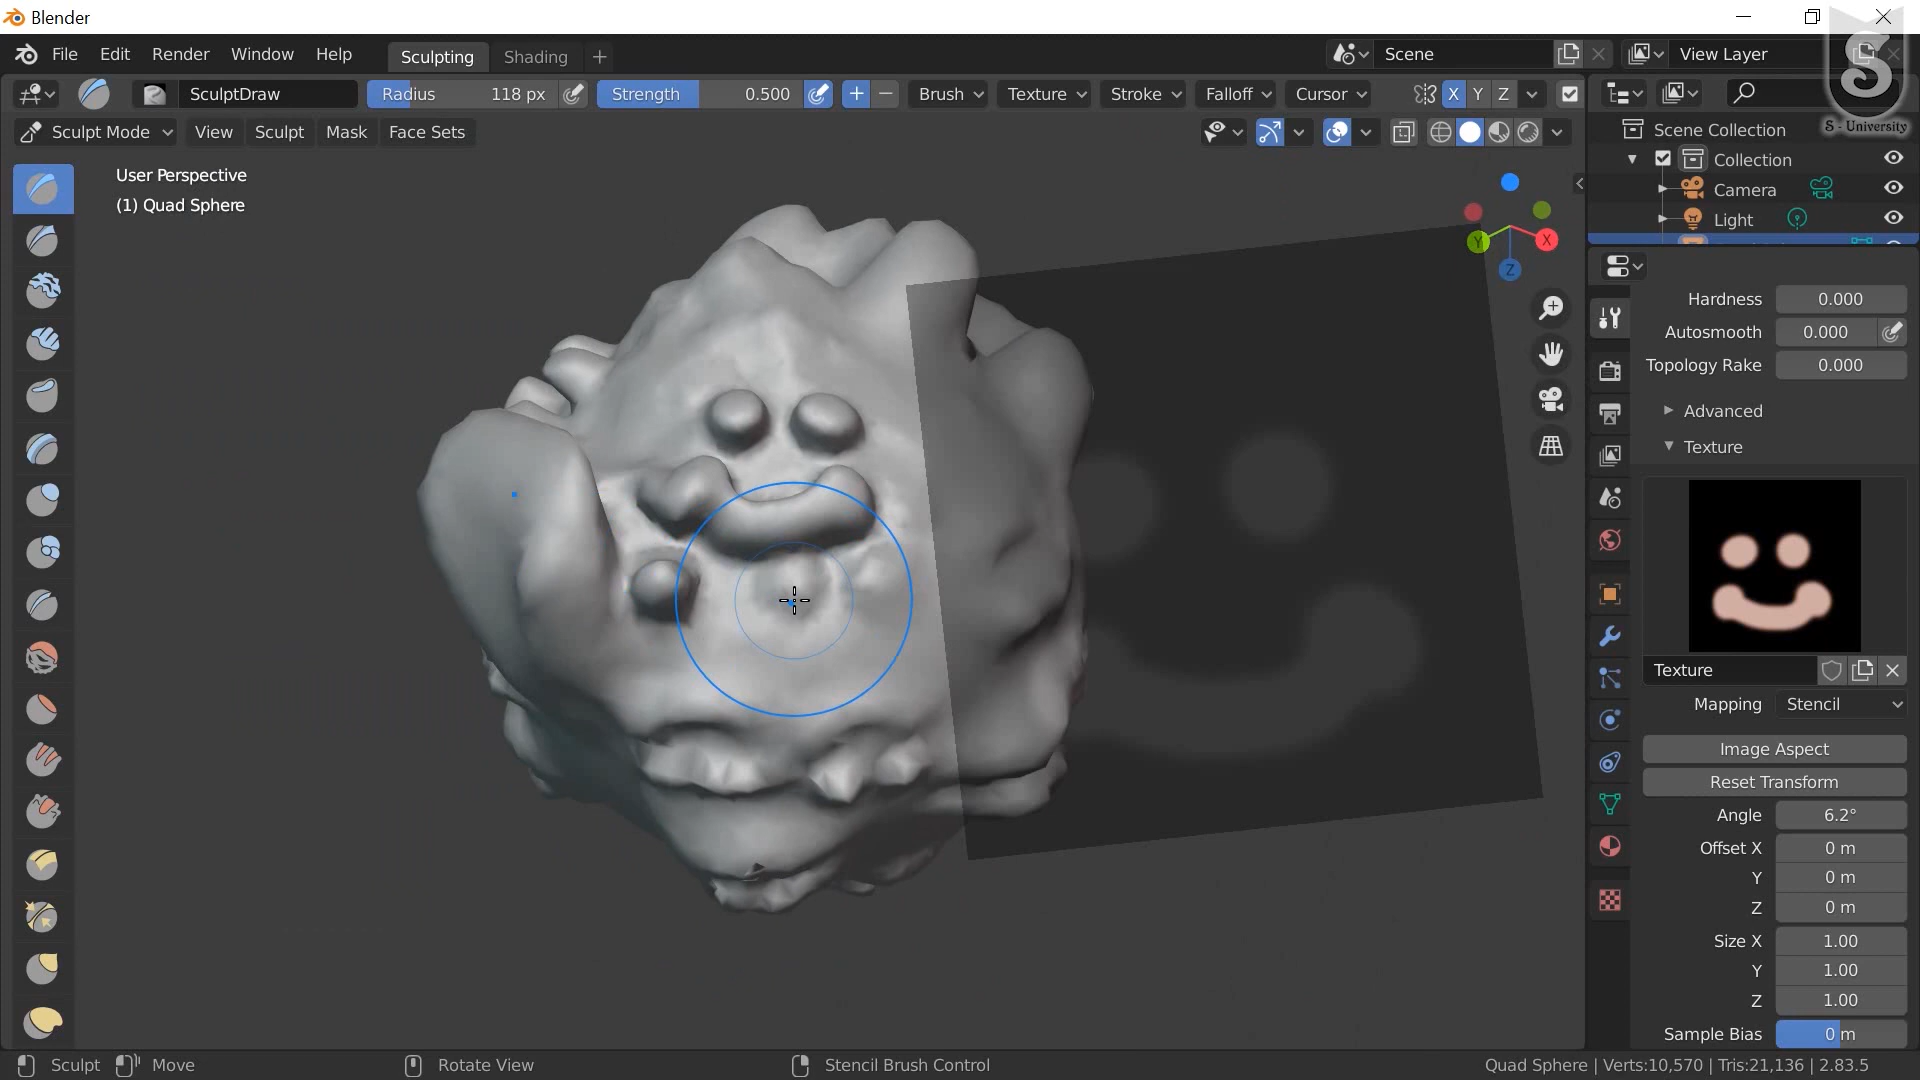 Blender
File Edit Render Window Help Sculpting Shading + Scene View Layer
SculptDraw Radius 118 px Strength 0.500 Brush Texture Stroke Falloff Cursor X Y Z
S - University
Sculpt Mode View Sculpt Mask Face Sets
Scene Collection
Collection
Camera
Light
User Perspective
(1) Quad Sphere
Y X
Z
Hardness 0.000
Autosmooth 0.000
Topology Rake 0.000
Advanced
Texture
Texture
Mapping Stencil
Image Aspect
Reset Transform
Angle 6.2°
Offset X 0 m
Y 0 m
Z 0 m
Size X 1.00
Y 1.00
Z 1.00
Sample Bias 0 m
Sculpt Move Rotate View Stencil Brush Control Quad Sphere | Verts:10,570 | Tris:21,136 | 2.83.5